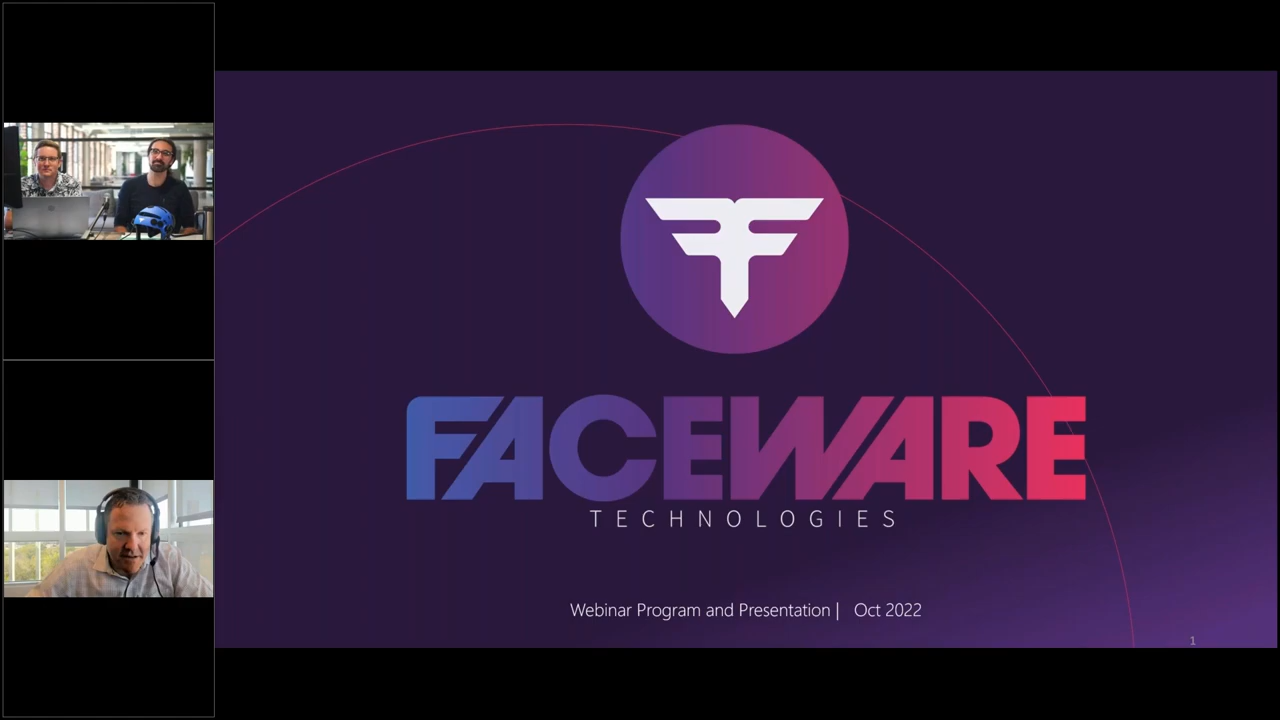 FACEWARE
TECHNOLOGIES
Webinar Program and Presentation | Oct 2022
1